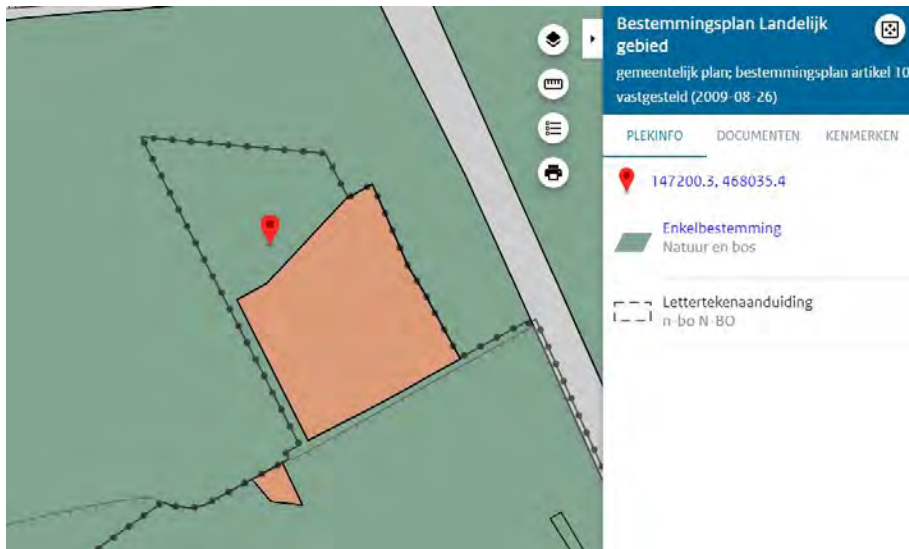 Bestemmingsplan Landelijk
gebied
gemeentelijk plan; bestemmingsplan artikel 10
vastgesteld (2009-08-26)
PLEKINFO DOCUMENTEN KENMERKEN
147200.3, 468035.4
Enkelbestemming
Natuur en bos
Lettertekenaanduiding
n-bo N-BO